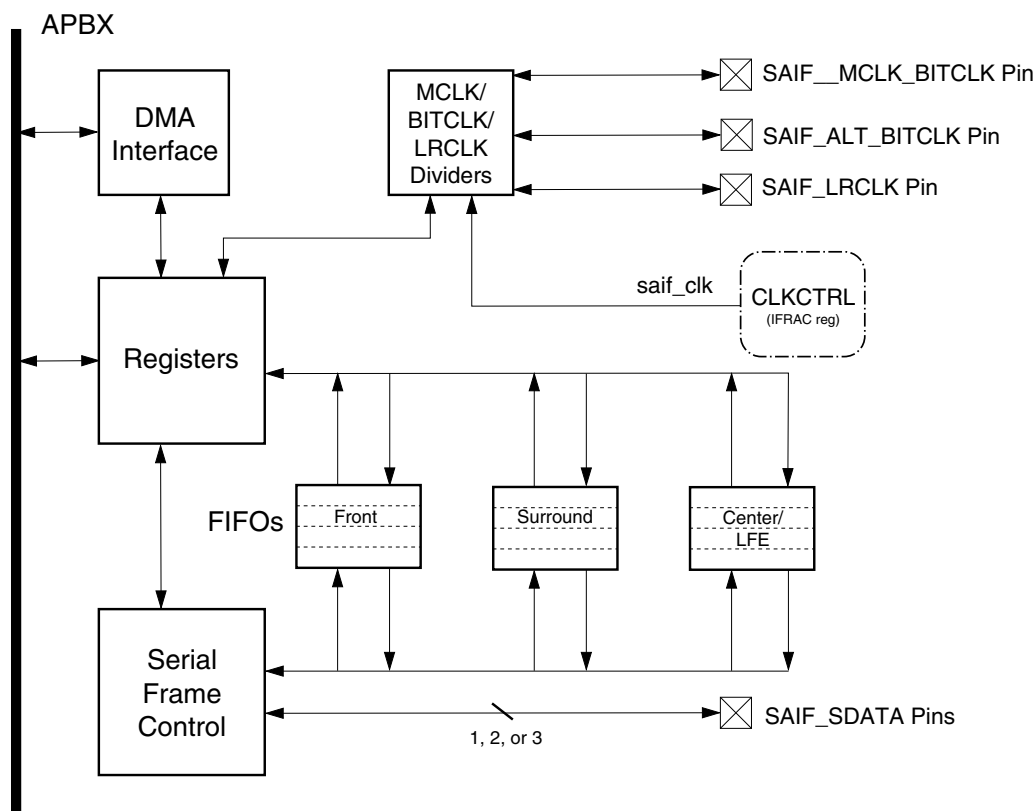 APBX
DMA
Interface
MCLK/
BITCLK/
LRCLK
Dividers
SAIF__MCLK_BITCLK Pin
SAIF_ALT_BITCLK Pin
SAIF_LRCLK Pin
saif_clk
CLKCTRL
(IFRAC reg)
Registers
FIFOs
Front
Surround
Center/
LFE
Serial
Frame
Control
1, 2, or 3
SAIF_SDATA Pins